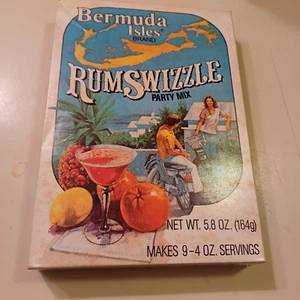 Bermuda
Isles®
BRAND
RUMSWIZZLE
PARTY MIX
NET WT. 5.8 OZ. (164g)
MAKES 9-4 OZ. SERVINGS